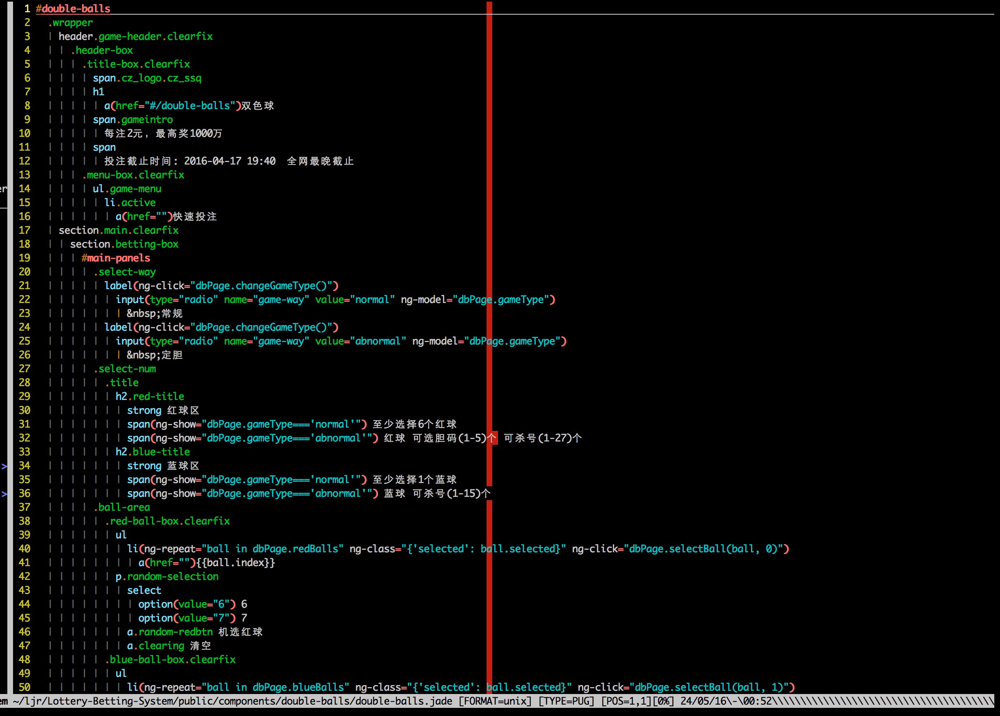 1 #double-balls
2 .wrapper
3 | header.game-header.clearfix
4 | | .header-box
5 | | | .title-box.clearfix
6 | | | | span.cz_logo.cz_ssq
7 | | | | h1
8 | | | | | a(href="#/double-balls")双色球
9 | | | | span.gameintro
10 | | | | | 每注2元，最高奖1000万
11 | | | | span
12 | | | | | 投注截止时间: 2016-04-17 19:40  全网最晚截止
13 | | | .menu-box.clearfix
er 14 | | | | ul.game-menu
15 | | | | | li.active
16 | | | | | | a(href="")快速投注
17 | section.main.clearfix
18 | | section.betting-box
19 | | | #main-panels
20 | | | | .select-way
21 | | | | | label(ng-click="dbPage.changeGameType()")
22 | | | | | | input(type="radio" name="game-way" value="normal" ng-model="dbPage.gameType")
23 | | | | | | | &nbsp;常规
24 | | | | | label(ng-click="dbPage.changeGameType()")
25 | | | | | | input(type="radio" name="game-way" value="abnormal" ng-model="dbPage.gameType")
26 | | | | | | | &nbsp;定胆
27 | | | | .select-num
28 | | | | | .title
29 | | | | | | h2.red-title
30 | | | | | | | strong 红球区
31 | | | | | | | span(ng-show="dbPage.gameType==='normal'") 至少选择6个红球
32 | | | | | | | span(ng-show="dbPage.gameType==='abnormal'") 红球 可选胆码(1-5)个 可杀号(1-27)个
33 | | | | | | h2.blue-title
> 34 | | | | | | | strong 蓝球区
35 | | | | | | | span(ng-show="dbPage.gameType==='normal'") 至少选择1个蓝球
> 36 | | | | | | | span(ng-show="dbPage.gameType==='abnormal'") 蓝球 可杀号(1-15)个
37 | | | | .ball-area
38 | | | | | .red-ball-box.clearfix
39 | | | | | | ul
40 | | | | | | | li(ng-repeat="ball in dbPage.redBalls" ng-class="{'selected': ball.selected}" ng-click="dbPage.selectBall(ball, 0)")
41 | | | | | | | | a(href=""){{ball.index}}
42 | | | | | | p.random-selection
43 | | | | | | | select
44 | | | | | | | | option(value="6") 6
45 | | | | | | | | option(value="7") 7
46 | | | | | | | a.random-redbtn 机选红球
47 | | | | | | | a.clearing 清空
48 | | | | | .blue-ball-box.clearfix
49 | | | | | | ul
50 | | | | | | | li(ng-repeat="ball in dbPage.blueBalls" ng-class="{'selected': ball.selected}" ng-click="dbPage.selectBall(ball, 1)")
em ~/ljr/Lottery-Betting-System/public/components/double-balls/double-balls.jade [FORMAT=unix] [TYPE=PUG] [POS=1,1][0%] 24/05/16\-\00:52\\\\\\\\\\\\\\\\\\\\\\\\\\\\\\\\\\\\\\\